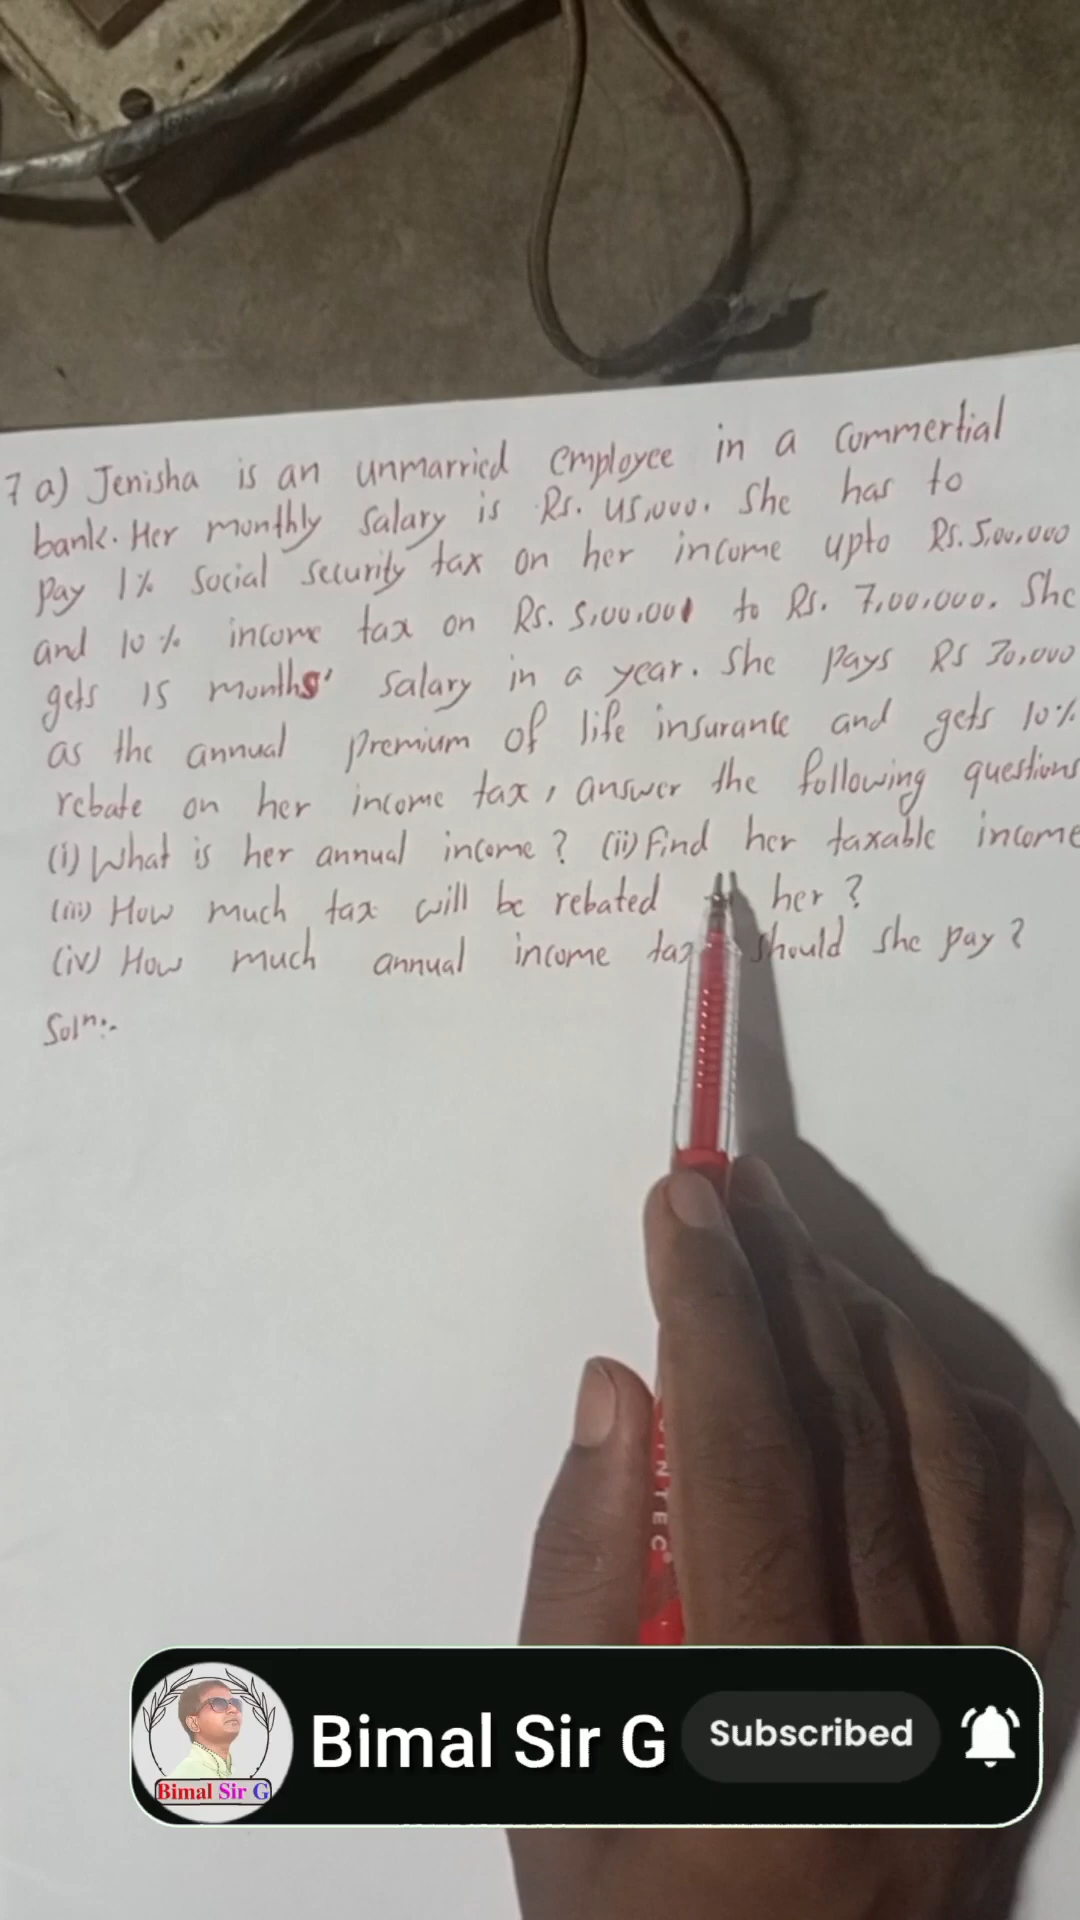 7 a) Jenisha is an unmarried employee in a commertial
bank. Her monthly salary is Rs. 45,000. She has to
pay 1% social security tax on her income upto Rs. 5,00,000
and 10% income tax on Rs. 5,00,001 to Rs. 7,00,000. She
gets 15 months' salary in a year. She pays RS 30,000
as the annual premium of life insurance and gets 10%
rebate on her income tax, answer the following questions
(i) What is her annual income? (ii) Find her taxable income
(iii) How much tax will be rebated her?
(iv) How much annual income tax should she pay?
Solⁿ:-
INTEC
Bimal Sir G
Bimal Sir G Subscribed